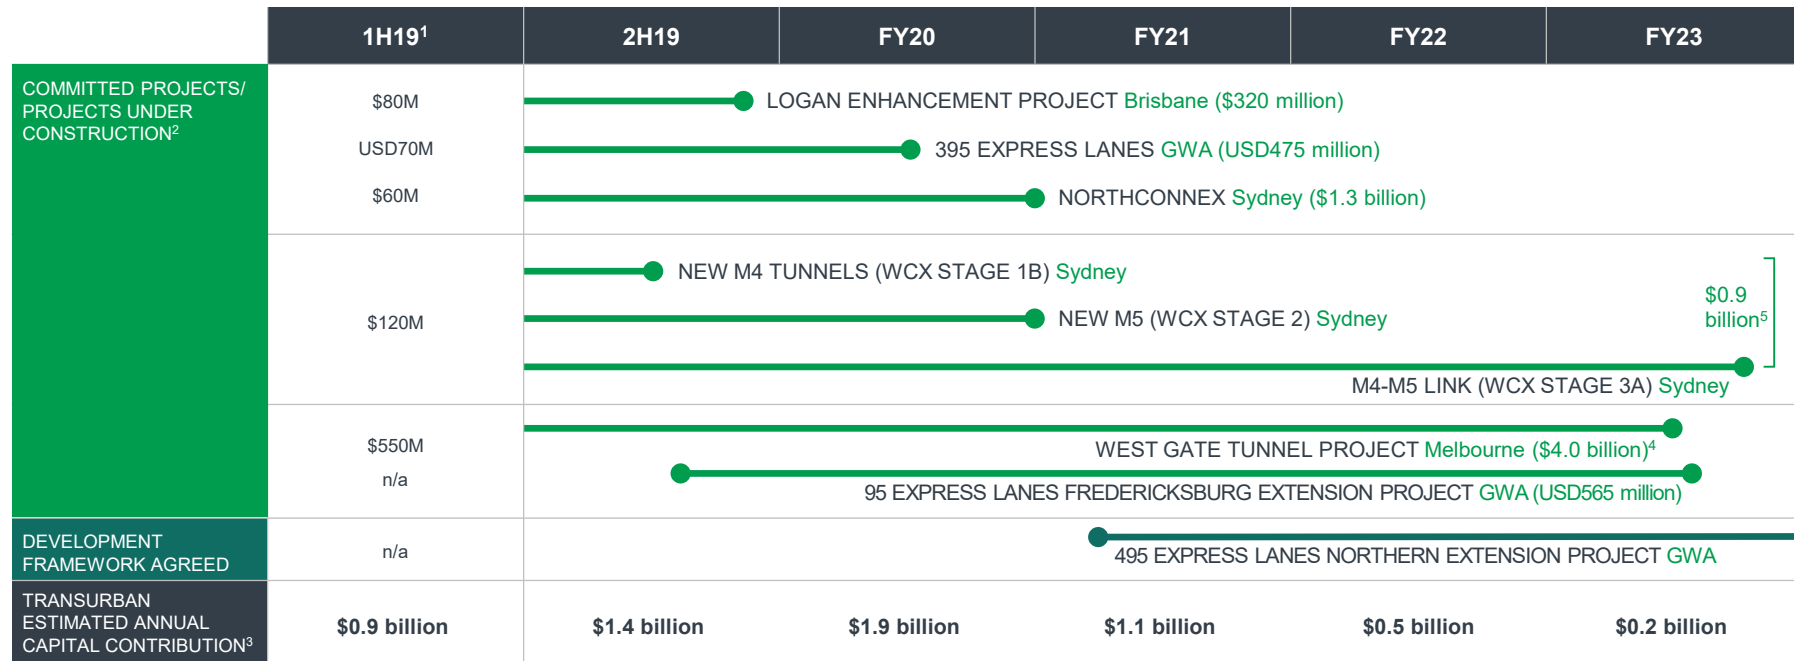 1H19¹ 2H19 FY20 FY21 FY22 FY23
COMMITTED PROJECTS/
PROJECTS UNDER
CONSTRUCTION²
$80M
LOGAN ENHANCEMENT PROJECT Brisbane ($320 million)
USD70M
395 EXPRESS LANES GWA (USD475 million)
$60M
NORTHCONNEX Sydney ($1.3 billion)
$120M
NEW M4 TUNNELS (WCX STAGE 1B) Sydney
NEW M5 (WCX STAGE 2) Sydney
M4-M5 LINK (WCX STAGE 3A) Sydney
$0.9
billion⁵
$550M
WEST GATE TUNNEL PROJECT Melbourne ($4.0 billion)⁴
n/a
95 EXPRESS LANES FREDERICKSBURG EXTENSION PROJECT GWA (USD565 million)
DEVELOPMENT
FRAMEWORK AGREED
n/a
495 EXPRESS LANES NORTHERN EXTENSION PROJECT GWA
TRANSURBAN
ESTIMATED ANNUAL
CAPITAL CONTRIBUTION³
$0.9 billion $1.4 billion $1.9 billion $1.1 billion $0.5 billion $0.2 billion